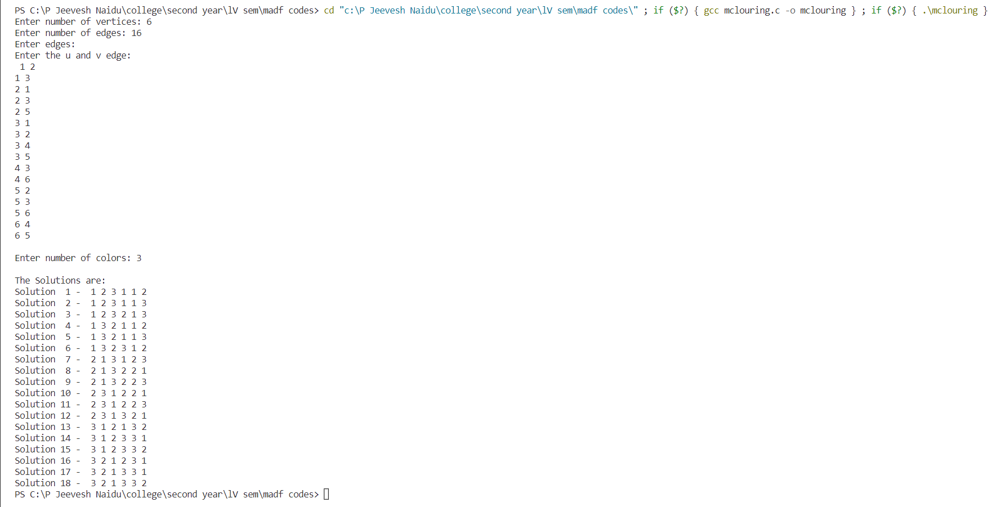 PS C:\P Jeevesh Naidu\college\second year\lV sem\madf codes> cd "c:\P Jeevesh Naidu\college\second year\lV sem\madf codes\" ; if ($?) { gcc mclouring.c -o mclouring } ; if ($?) { .\mclouring }
Enter number of vertices: 6
Enter number of edges: 16
Enter edges:
Enter the u and v edge:
 1 2
1 3
2 1
2 3
2 5
3 1
3 2
3 4
3 5
4 3
4 6
5 2
5 3
5 6
6 4
6 5

Enter number of colors: 3

The Solutions are:
Solution  1 -  1 2 3 1 1 2
Solution  2 -  1 2 3 1 1 3
Solution  3 -  1 2 3 2 1 3
Solution  4 -  1 3 2 1 1 2
Solution  5 -  1 3 2 1 1 3
Solution  6 -  1 3 2 3 1 2
Solution  7 -  2 1 3 1 2 3
Solution  8 -  2 1 3 2 2 1
Solution  9 -  2 1 3 2 2 3
Solution 10 -  2 3 1 2 2 1
Solution 11 -  2 3 1 2 2 3
Solution 12 -  2 3 1 3 2 1
Solution 13 -  3 1 2 1 3 2
Solution 14 -  3 1 2 3 3 1
Solution 15 -  3 1 2 3 3 2
Solution 16 -  3 2 1 2 3 1
Solution 17 -  3 2 1 3 3 1
Solution 18 -  3 2 1 3 3 2
PS C:\P Jeevesh Naidu\college\second year\lV sem\madf codes>